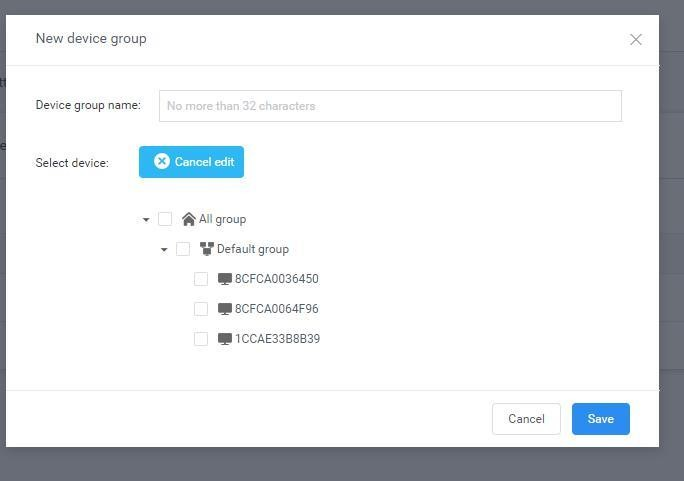 New device group
Device group name: No more than 32 characters
Select device: Cancel edit
All group
Default group
8CFCA0036450
8CFCA0064F96
1CCAE33B8B39
Cancel Save